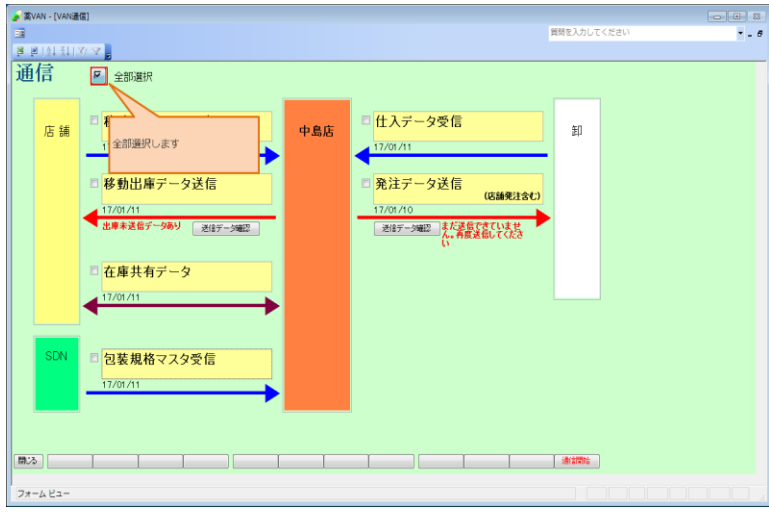 薬VAN - [VAN通信]
質問を入力してください
通信
全部選択
店 舗
中島店
卸
全部選択します
仕入データ受信
17/01/11
移動出庫データ送信
17/01/11
出庫未送信データあり
送信データ確認
発注データ送信
(店舗発注含む)
17/01/10
送信データ確認
まだ送信できていませ
ん。再度送信してくださ
い
在庫共有データ
17/01/11
SDN
包装規格マスタ受信
17/01/11
閉じる
通信開始
フォーム ビュー